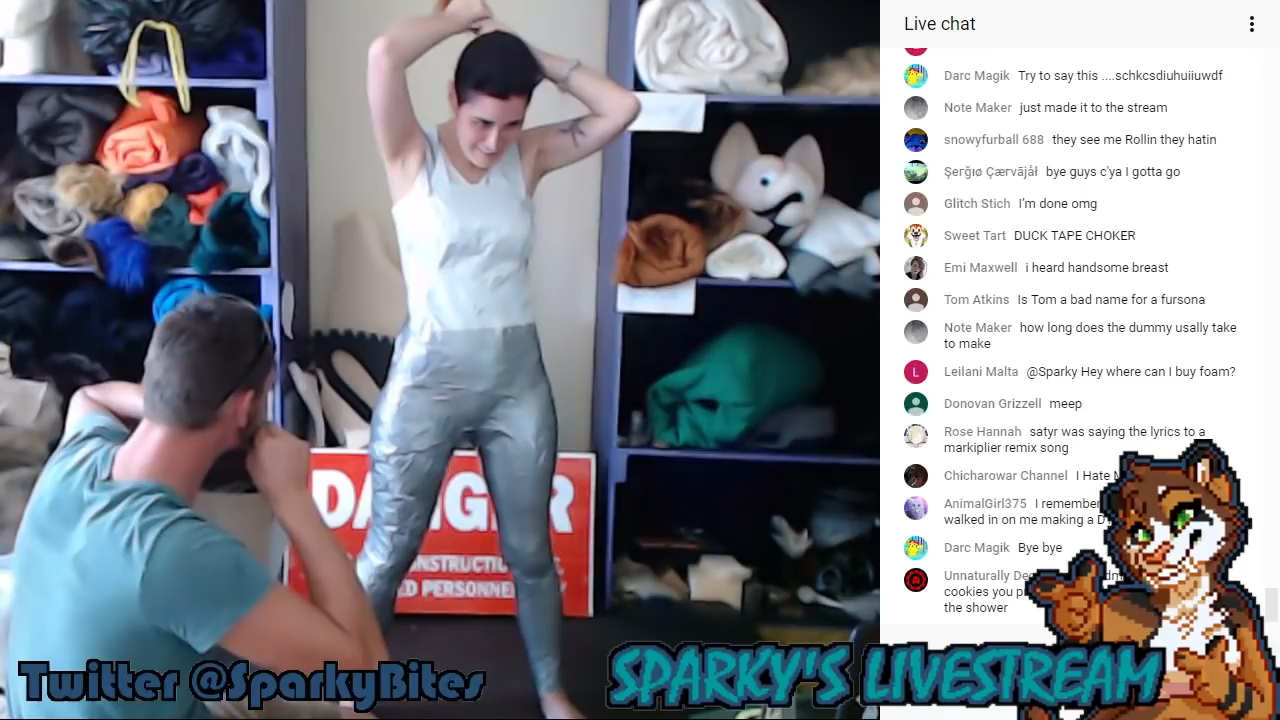 Live chat
Darc Magik Try to say this ....schkcsdiuhuiiuwdf
Note Maker just made it to the stream
snowyfurball 688 they see me Rollin they hatin
Şerğıø Çærvãjåł bye guys c'ya I gotta go
Glitch Stich I'm done omg
Sweet Tart DUCK TAPE CHOKER
Emi Maxwell i heard handsome breast
Tom Atkins Is Tom a bad name for a fursona
Note Maker how long does the dummy usally take
to make
L Leilani Malta @Sparky Hey where can I buy foam?
Donovan Grizzell meep
Rose Hannah satyr was saying the lyrics to a
markiplier remix song
Chicharowar Channel I Hate
AnimalGirl375 I remember
walked in on me making a
Darc Magik Bye bye
Unnaturally
cookies you
the shower
DANGER
CONSTRUCTION
PERSONNEL
Twitter @SparkyBites
SPARKY'S LIVESTREAM